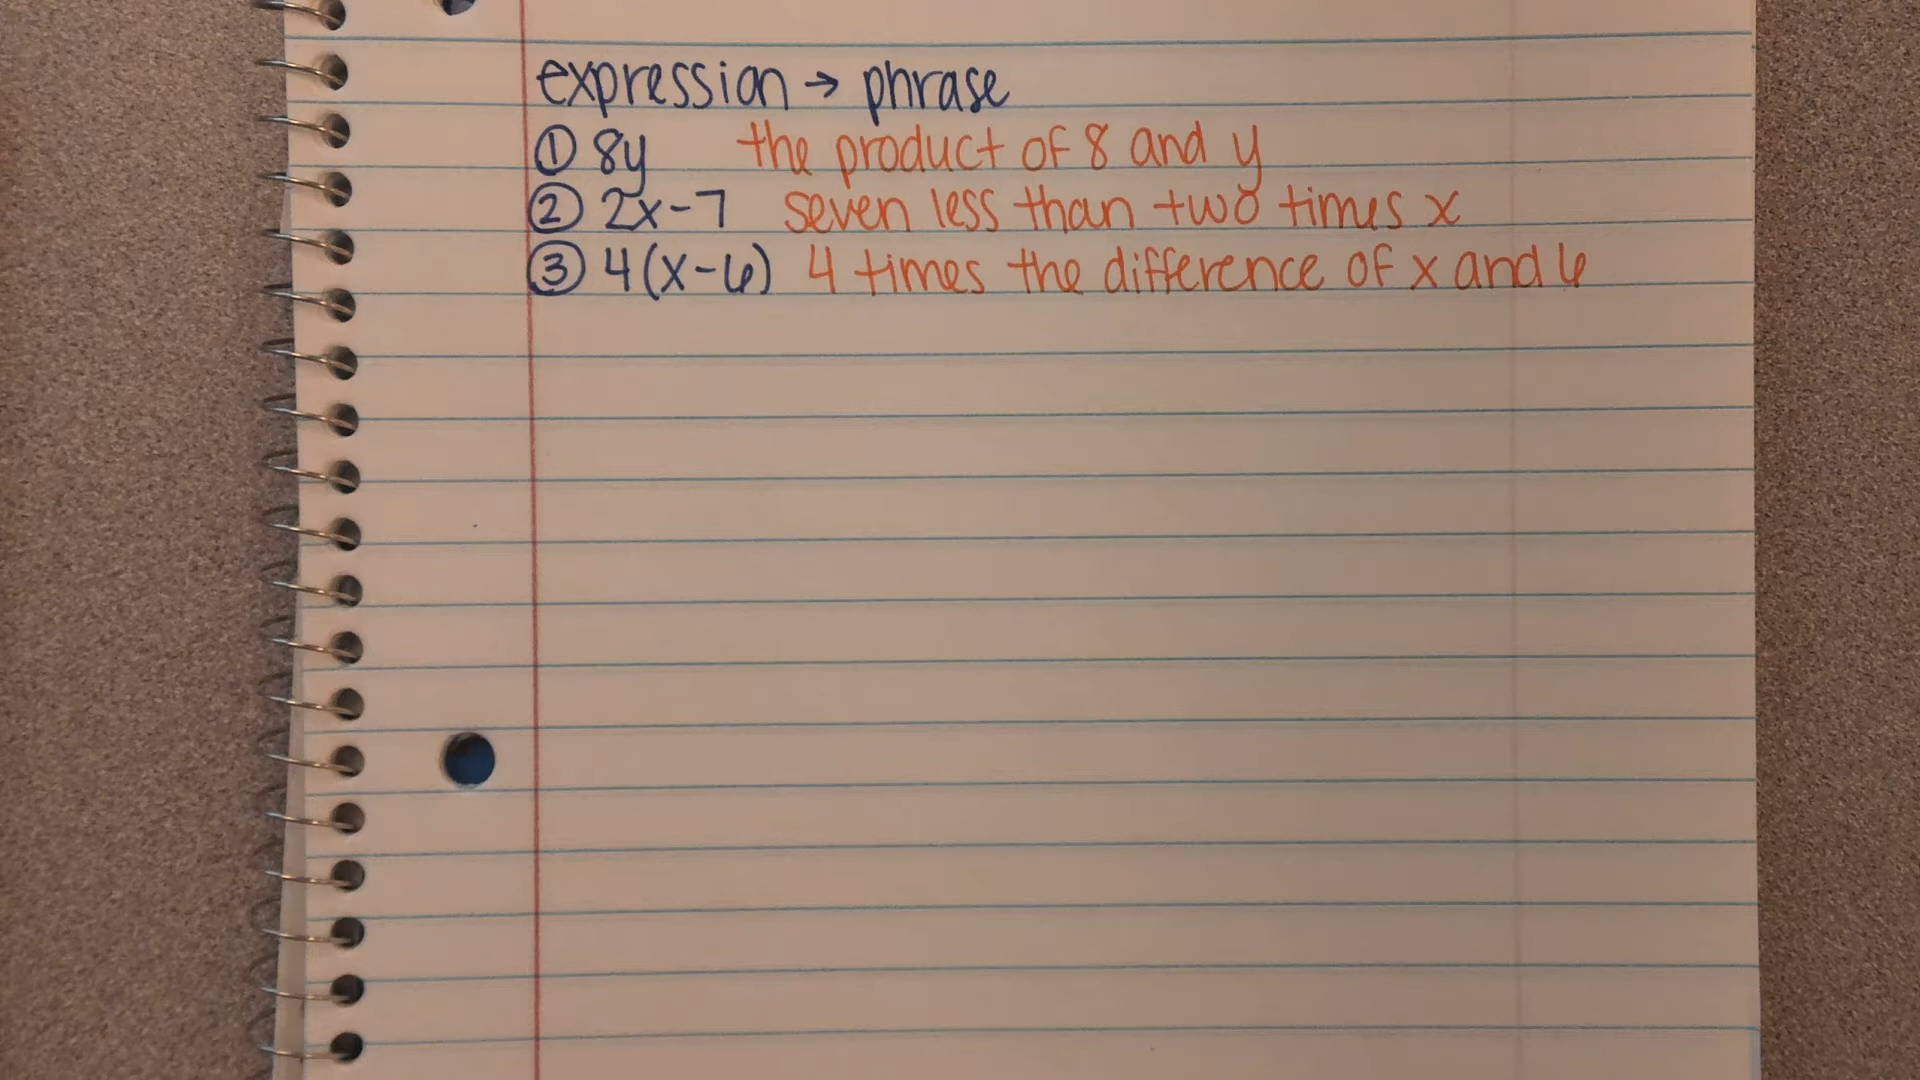 expression → phrase
① 8y the product of 8 and y
② 2x-7 seven less than two times x
③ 4(x-6) 4 times the difference of x and 6